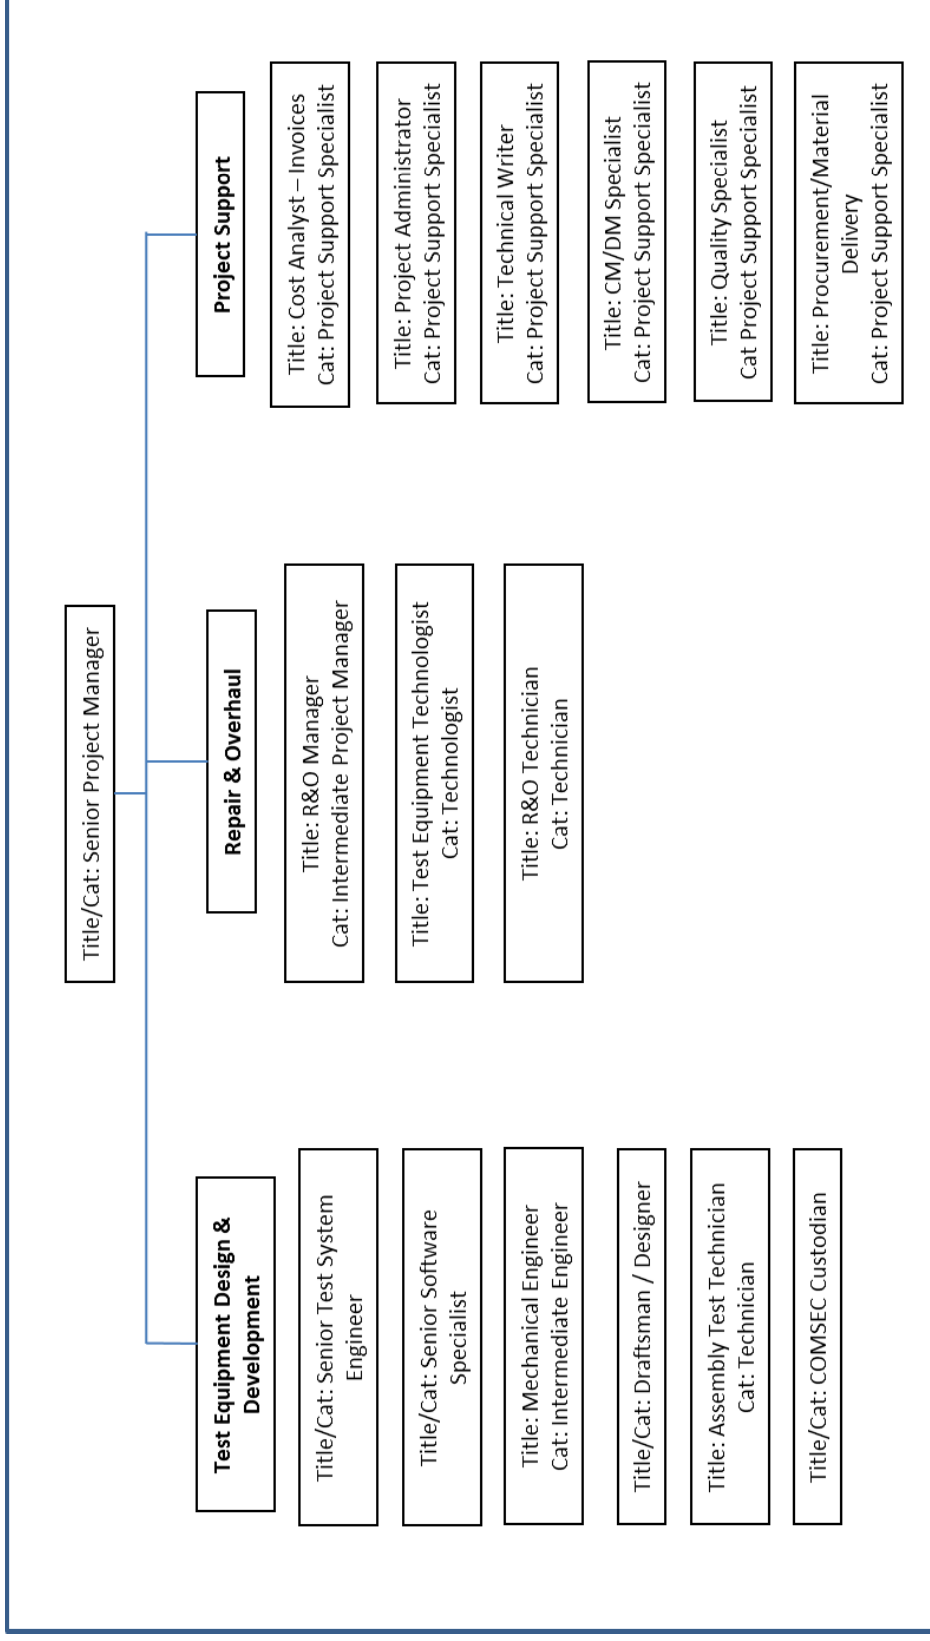 Title/Cat: Senior Project Manager
Test Equipment Design &
Development
Title/Cat: Senior Test System
Engineer
Title/Cat: Senior Software
Specialist
Title: Mechanical Engineer
Cat: Intermediate Engineer
Title/Cat: Draftsman / Designer
Title: Assembly Test Technician
Cat: Technician
Title/Cat: COMSEC Custodian
Repair & Overhaul
Title: R&O Manager
Cat: Intermediate Project Manager
Title: Test Equipment Technologist
Cat: Technologist
Title: R&O Technician
Cat: Technician
Project Support
Title: Cost Analyst – Invoices
Cat: Project Support Specialist
Title: Project Administrator
Cat: Project Support Specialist
Title: Technical Writer
Cat: Project Support Specialist
Title: CM/DM Specialist
Cat: Project Support Specialist
Title: Quality Specialist
Cat Project Support Specialist
Title: Procurement/Material
Delivery
Cat: Project Support Specialist